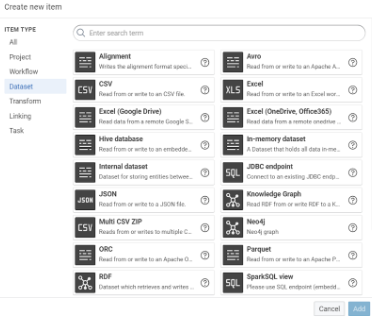 Create new item
ITEM TYPE
All
Project
Workflow
Dataset
Transform
Linking
Task
Enter search term
Alignment
Writes the alignment format speci...
Avro
Read from or write to an Apache A...
CSV
CSV
Read from or write to an CSV file.
XLS
Excel
Read from or write to an Excel wor...
Excel (Google Drive)
Read data from a remote Google S...
Excel (OneDrive, Office365)
Read data from a remote onedrive ...
Hive database
Read from or write to an embedde...
In-memory dataset
A Dataset that holds all data in-me...
Internal dataset
Dataset for storing entities betwee...
SQL
JDBC endpoint
Connect to an existing JDBC endp...
JSON
JSON
Read from or write to a JSON file.
Knowledge Graph
Read RDF from or write RDF to a K...
CSV
Multi CSV ZIP
Reads from or writes to multiple C...
Neo4j
Neo4j graph
ORC
Read from or write to an Apache O...
Parquet
Read from or write to an Apache P...
RDF
Dataset which retrieves and writes ...
SQL
SparkSQL view
Please use SQL endpoint (embedd...
Cancel
Add